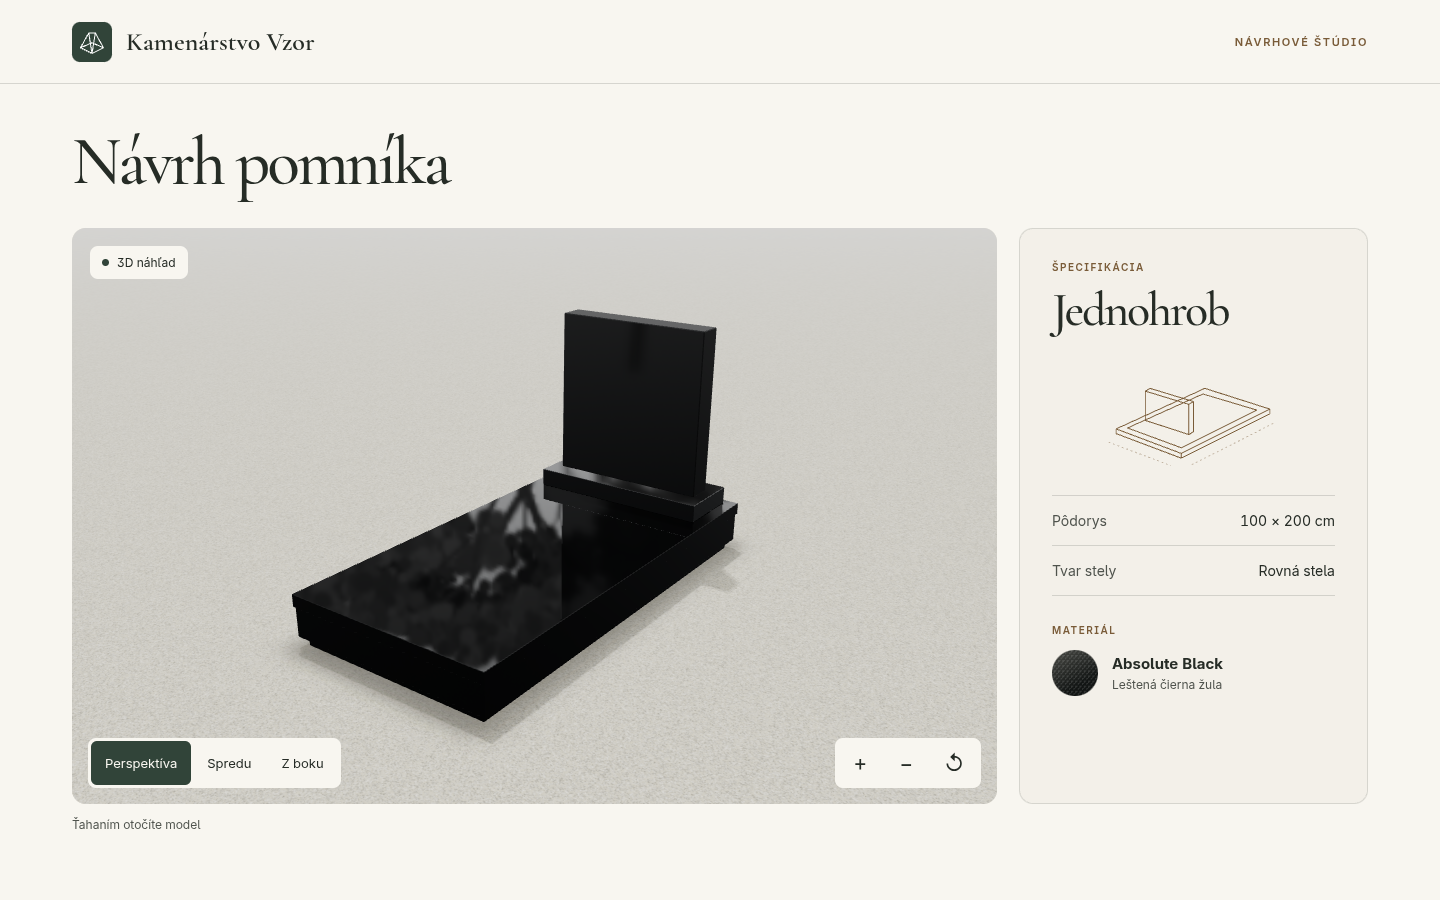 Kamenárstvo Vzor
NÁVRHOVÉ ŠTÚDIO
Návrh pomníka
3D náhľad
Perspektíva
Spredu
Z boku
+
−
Ťahaním otočíte model
ŠPECIFIKÁCIA
Jednohrob
Pôdorys 100 × 200 cm
Tvar stely Rovná stela
MATERIÁL
Absolute Black
Leštená čierna žula